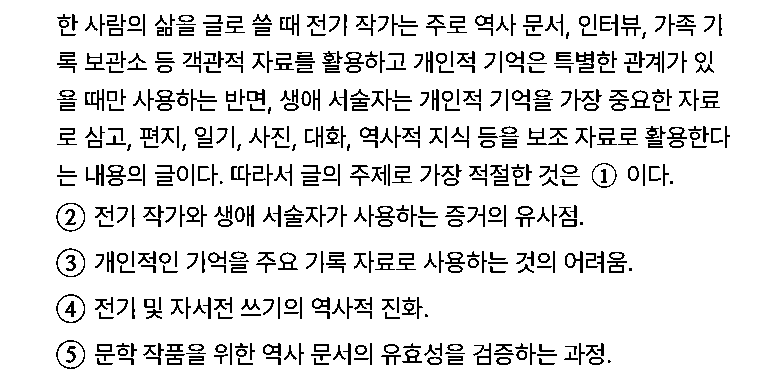 한 사람의 삶을 글로 쓸 때 전기 작가는 주로 역사 문서, 인터뷰, 가족 기
록 보관소 등 객관적 자료를 활용하고 개인적 기억은 특별한 관계가 있
을 때만 사용하는 반면, 생애 서술자는 개인적 기억을 가장 중요한 자료
로 삼고, 편지, 일기, 사진, 대화, 역사적 지식 등을 보조 자료로 활용한다
는 내용의 글이다. 따라서 글의 주제로 가장 적절한 것은 ① 이다.
② 전기 작가와 생애 서술자가 사용하는 증거의 유사점.
③ 개인적인 기억을 주요 기록 자료로 사용하는 것의 어려움.
④ 전기 및 자서전 쓰기의 역사적 진화.
⑤ 문학 작품을 위한 역사 문서의 유효성을 검증하는 과정.